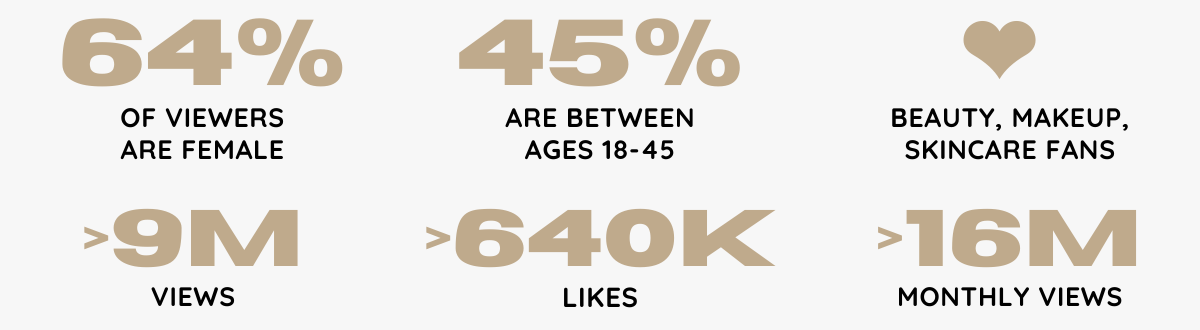 64%
OF VIEWERS
ARE FEMALE
45%
ARE BETWEEN
AGES 18-45
BEAUTY, MAKEUP,
SKINCARE FANS
>9M
VIEWS
>640K
LIKES
>16M
MONTHLY VIEWS